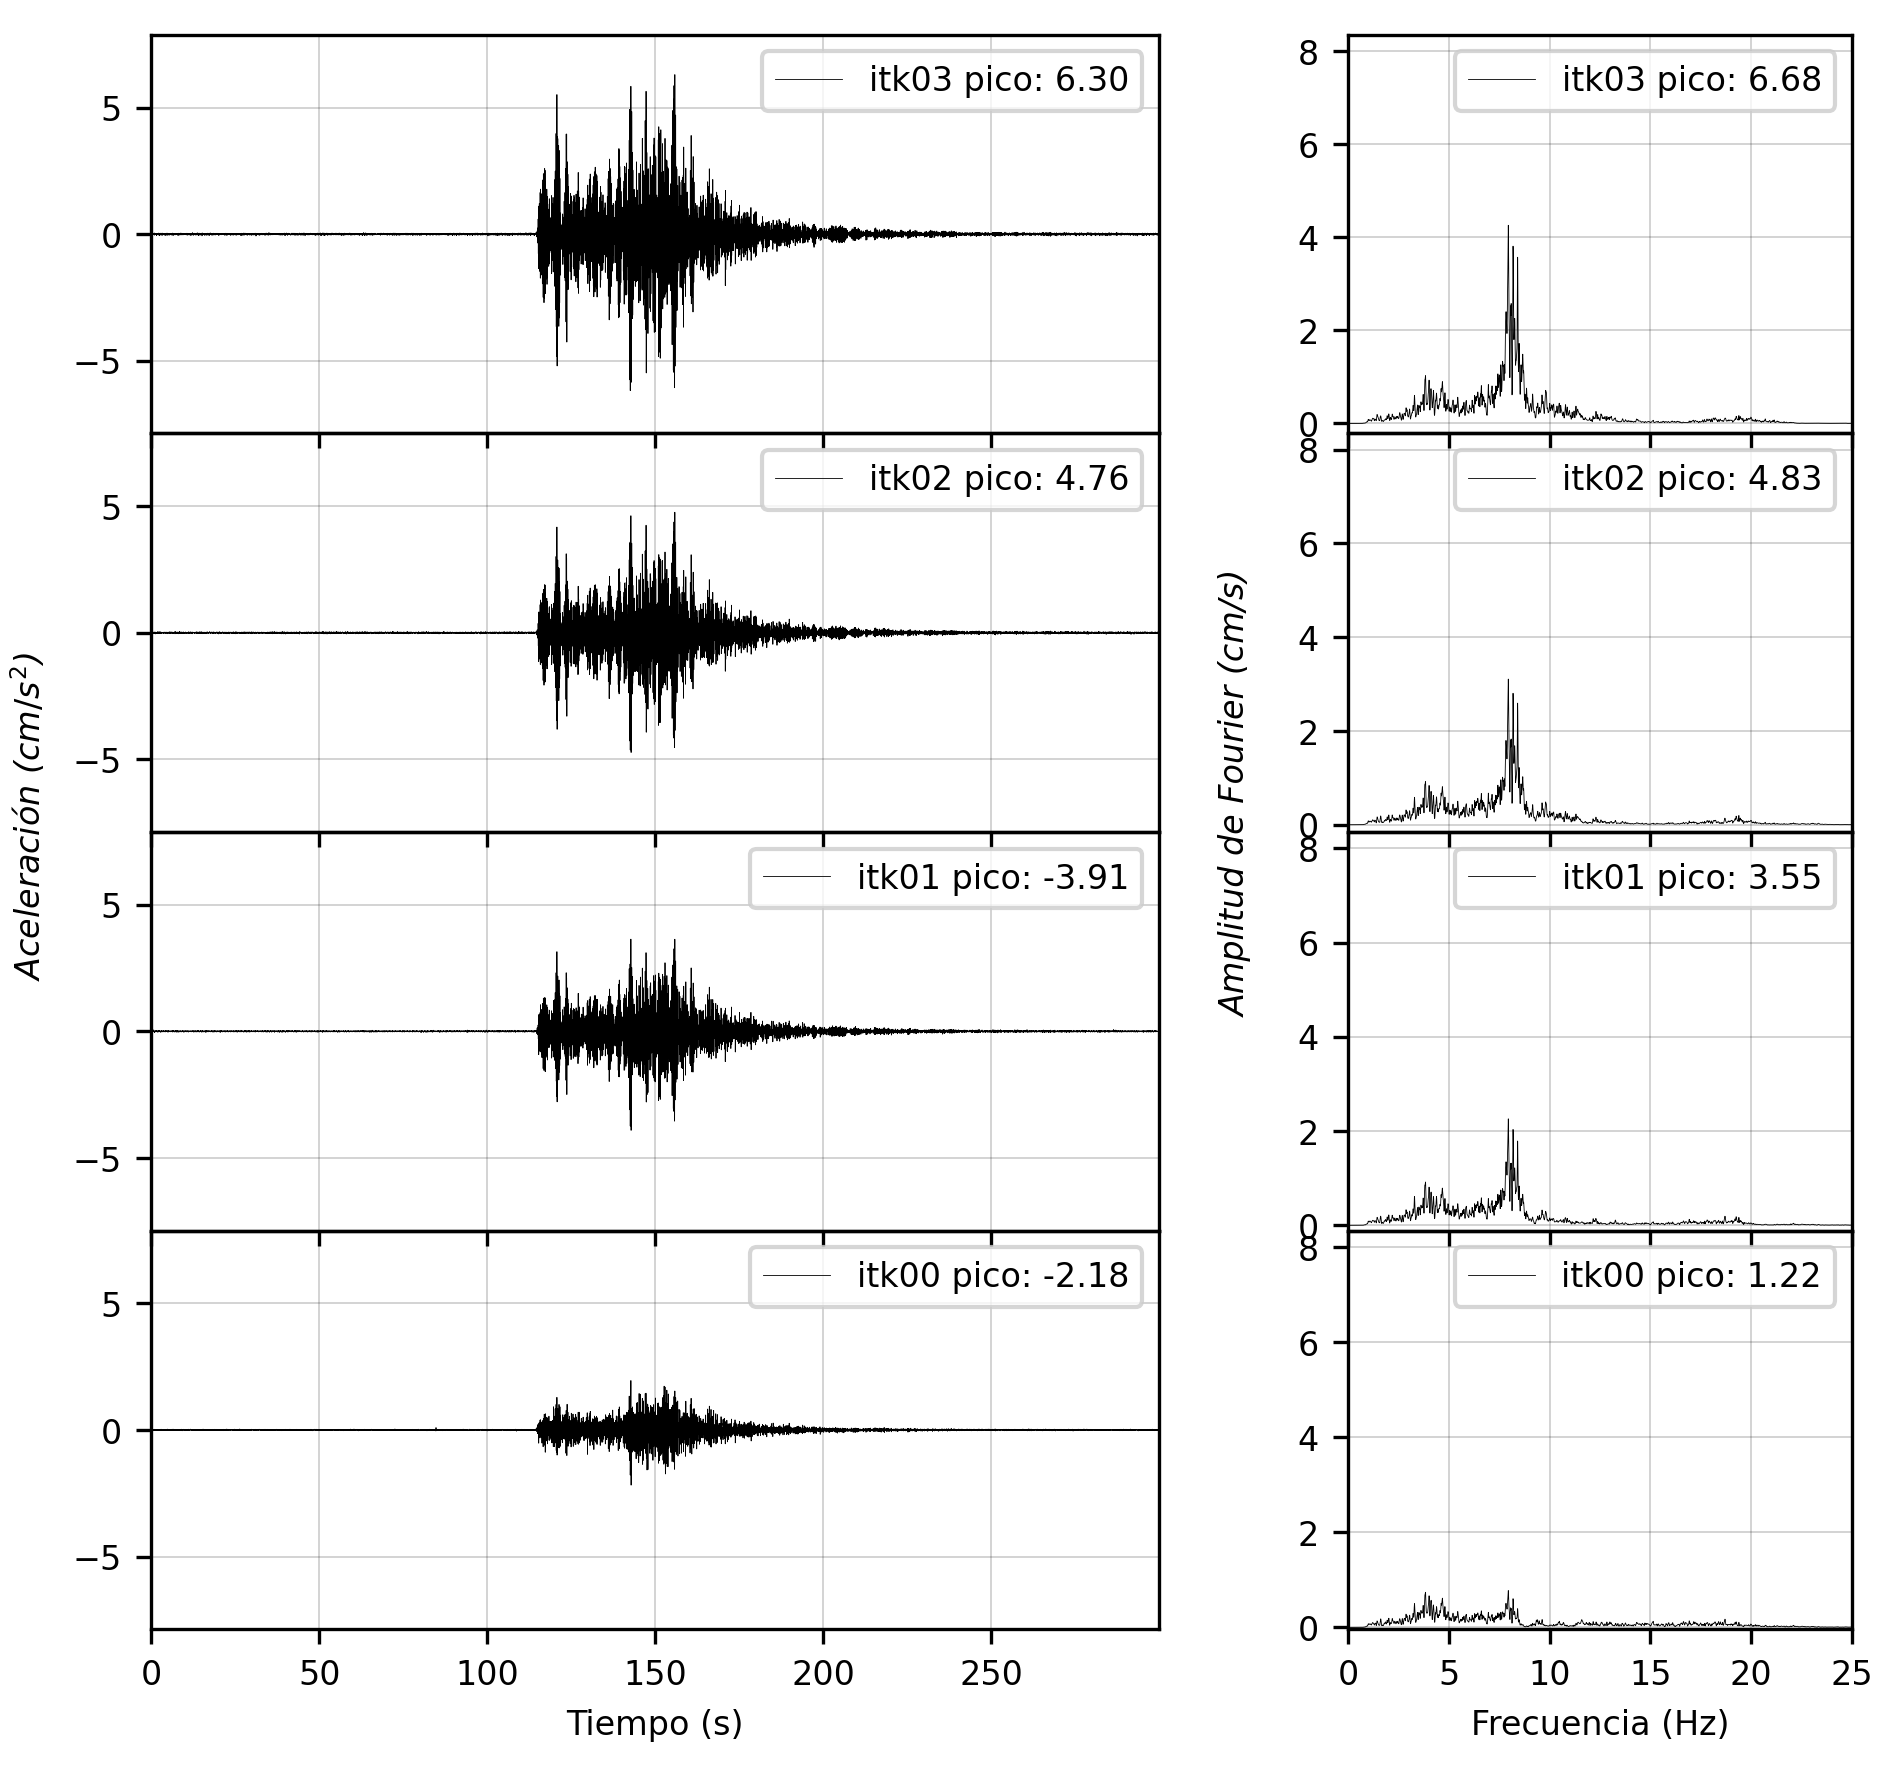 Aceleración (cm/s²)
5
0
−5
itk03 pico: 6.30
5
0
−5
itk02 pico: 4.76
5
0
−5
itk01 pico: -3.91
5
0
−5
itk00 pico: -2.18
0 50 100 150 200 250
Tiempo (s)
Amplitud de Fourier (cm/s)
8
6
4
2
0
itk03 pico: 6.68
8
6
4
2
0
itk02 pico: 4.83
8
6
4
2
0
itk01 pico: 3.55
8
6
4
2
0
itk00 pico: 1.22
0 5 10 15 20 25
Frecuencia (Hz)